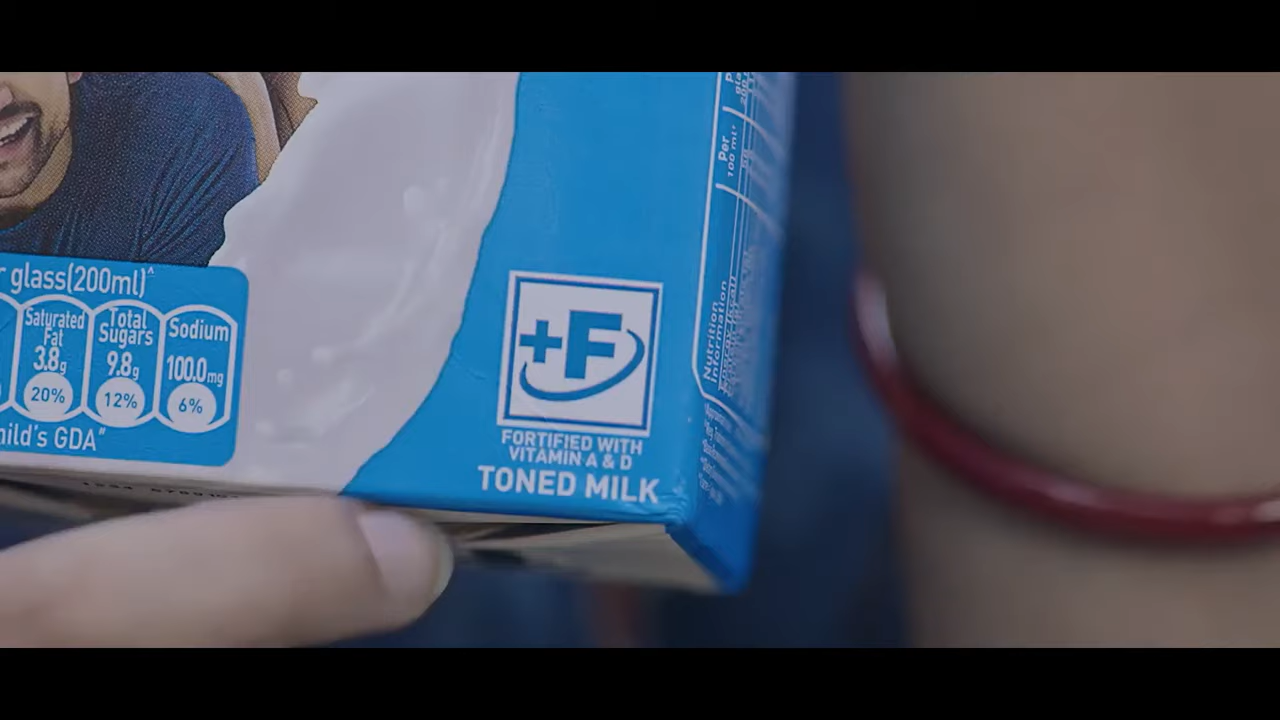 r glass(200ml)^
Saturated
Fat
3.8g
20%
Total
Sugars
9.8g
12%
Sodium
100.0mg
6%
hild's GDA"
+F
FORTIFIED WITH
VITAMIN A & D
TONED MILK
Per
100 ml
Nutrition
Information